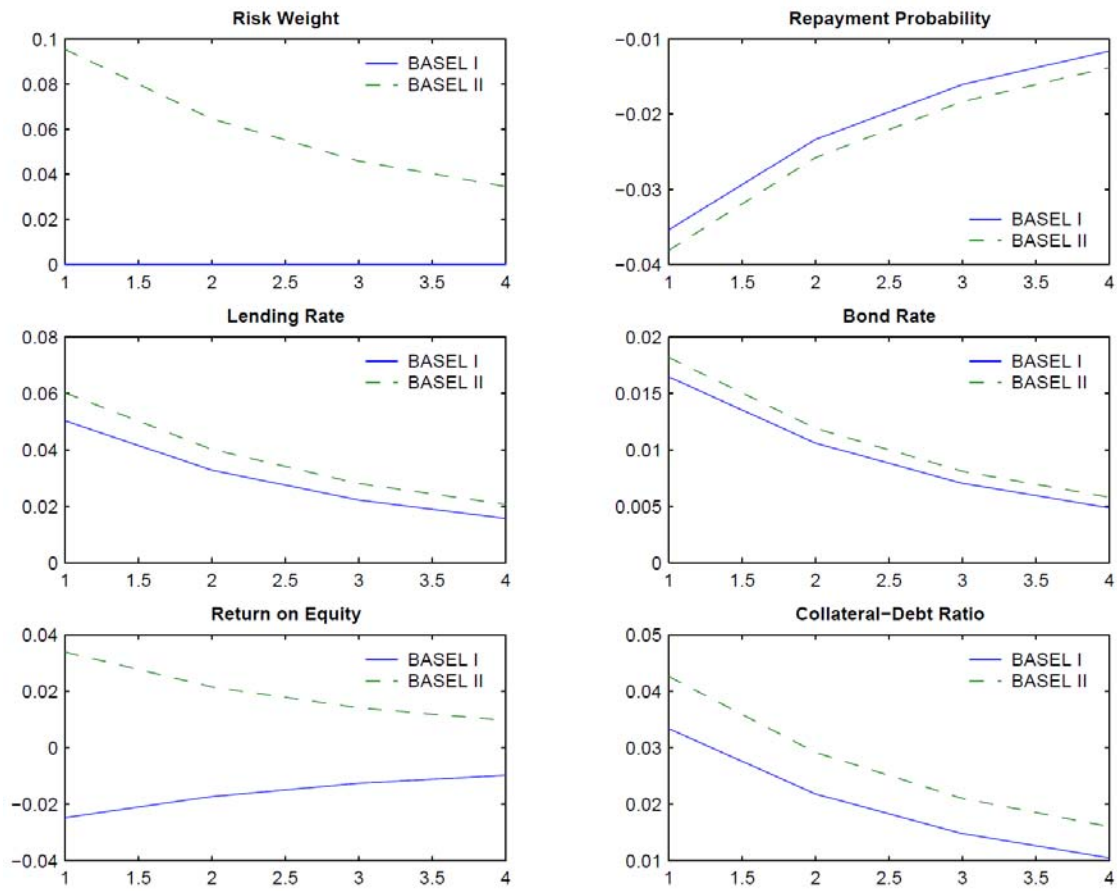 Risk Weight
0.1
0.08
0.06
0.04
0.02
0
BASEL I
BASEL II
1 1.5 2 2.5 3 3.5 4
Repayment Probability
−0.01
−0.02
−0.03
−0.04
BASEL I
BASEL II
1 1.5 2 2.5 3 3.5 4
Lending Rate
0.08
0.06
0.04
0.02
0
BASEL I
BASEL II
1 1.5 2 2.5 3 3.5 4
Bond Rate
0.02
0.015
0.01
0.005
0
BASEL I
BASEL II
1 1.5 2 2.5 3 3.5 4
Return on Equity
0.04
0.02
0
−0.02
−0.04
BASEL I
BASEL II
1 1.5 2 2.5 3 3.5 4
Collateral−Debt Ratio
0.05
0.04
0.03
0.02
0.01
BASEL I
BASEL II
1 1.5 2 2.5 3 3.5 4